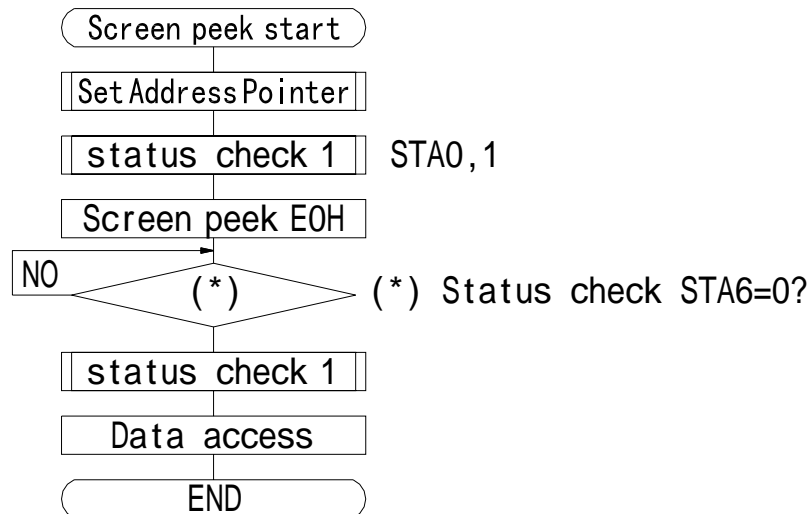 Screen peek start
Set Address Pointer
status check 1 STA0,1
Screen peek E0H
NO
(*) (*) Status check STA6=0?
status check 1
Data access
END